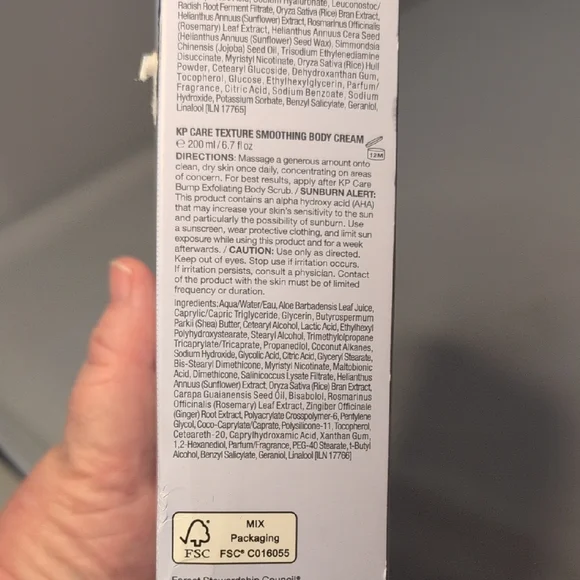 Sodium Hyaluronate, Leuconostoc/
Radish Root Ferment Filtrate, Oryza Sativa (Rice) Bran Extract,
Helianthus Annuus (Sunflower) Extract, Rosmarinus Officinalis
(Rosemary) Leaf Extract, Helianthus Annuus Cera Seed
(Helianthus Annuus (Sunflower) Seed Wax), Simmondsia
Chinensis (Jojoba) Seed Oil, Trisodium Ethylenediamine
Disuccinate, Myristyl Nicotinate, Oryza Sativa (Rice) Hull
Powder, Cetearyl Glucoside, Dehydroxanthan Gum,
Tocopherol, Glucose, Ethylhexylglycerin, Parfum/
Fragrance, Citric Acid, Sodium Benzoate, Sodium
Hydroxide, Potassium Sorbate, Benzyl Salicylate, Geraniol,
Linalool [ILN 17765]
KP CARE TEXTURE SMOOTHING BODY CREAM
℮ 200 ml / 6.7 fl oz
12M
DIRECTIONS: Massage a generous amount onto
clean, dry skin once daily, concentrating on areas
of concern. For best results, apply after KP Care
Bump Exfoliating Body Scrub. / SUNBURN ALERT:
This product contains an alpha hydroxy acid (AHA)
that may increase your skin's sensitivity to the sun
and particularly the possibility of sunburn. Use
a sunscreen, wear protective clothing, and limit sun
exposure while using this product and for a week
afterwards. / CAUTION: Use only as directed.
Keep out of eyes. Stop use if irritation occurs.
If irritation persists, consult a physician. Contact
of the product with the skin must be of limited
frequency or duration.
Ingredients: Aqua/Water/Eau, Aloe Barbadensis Leaf Juice,
Caprylic/Capric Triglyceride, Glycerin, Butyrospermum
Parkii (Shea) Butter, Cetearyl Alcohol, Lactic Acid, Ethylhexyl
Polyhydroxystearate, Stearyl Alcohol, Trimethylolpropane
Tricaprylate/Tricaprate, Propanediol, Coconut Alkanes,
Sodium Hydroxide, Glycolic Acid, Citric Acid, Glyceryl Stearate,
Bis-Stearyl Dimethicone, Myristyl Nicotinate, Maltobionic
Acid, Dimethicone, Salinicoccus Lysate Filtrate, Helianthus
Annuus (Sunflower) Extract, Oryza Sativa (Rice) Bran Extract,
Carapa Guaianensis Seed Oil, Bisabolol, Rosmarinus
Officinalis (Rosemary) Leaf Extract, Zingiber Officinale
(Ginger) Root Extract, Polyacrylate Crosspolymer-6, Pentylene
Glycol, Coco-Caprylate/Caprate, Polysilicone-11, Tocopherol,
Ceteareth-20, Caprylhydroxamic Acid, Xanthan Gum,
1,2-Hexanediol, Parfum/Fragrance, PEG-40 Stearate, t-Butyl
Alcohol, Benzyl Salicylate, Geraniol, Linalool [ILN 17766]
FSC
MIX
Packaging
FSC® C016055
Forest Stewardship Council®